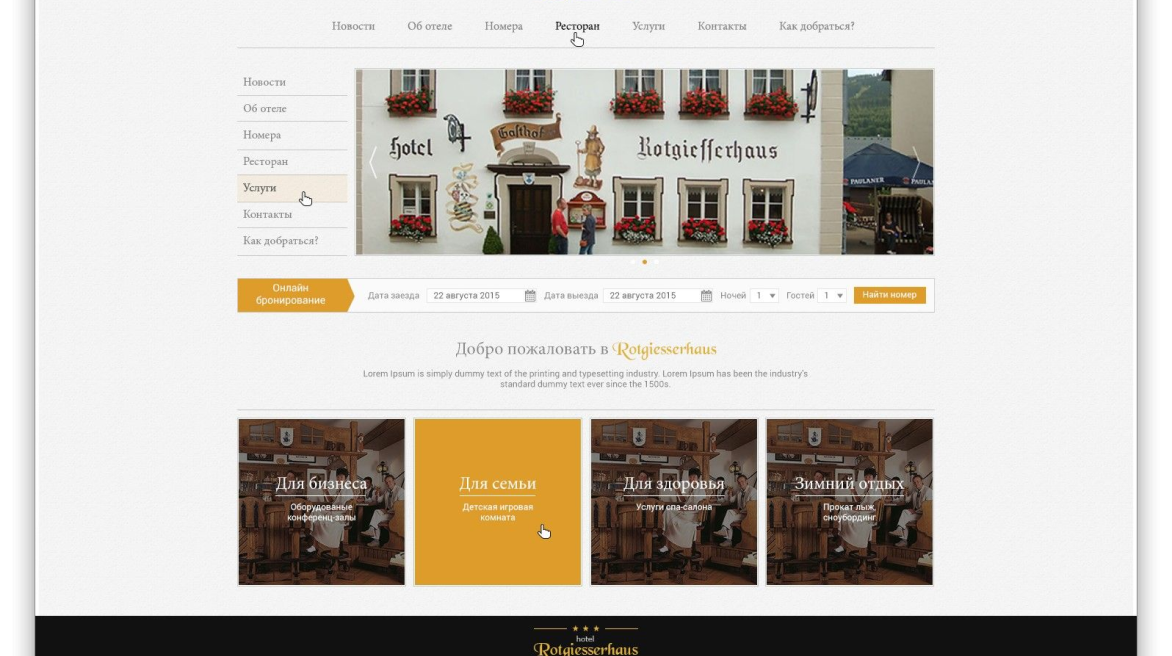 Новости Об отеле Номера Ресторан Услуги Контакты Как добраться?
Новости
Об отеле
Номера
Ресторан
Услуги
Контакты
Как добраться?
Hotel Gasthof Rotgiesserhaus
PAULANER PAULA
Онлайн
бронирование
Дата заезда 22 августа 2015 Дата выезда 22 августа 2015 Ночей 1 Гостей 1 Найти номер
Добро пожаловать в Rotgiesserhaus
Lorem Ipsum is simply dummy text of the printing and typesetting industry. Lorem Ipsum has been the industry's
standard dummy text ever since the 1500s.
Для бизнеса
Оборудованые
конференц-залы
Для семьи
Детская игровая
комната
Для здоровья
Услуги спа-салона
Зимний отдых
Прокат лыж,
сноубординг
hotel
Rotgiesserhaus